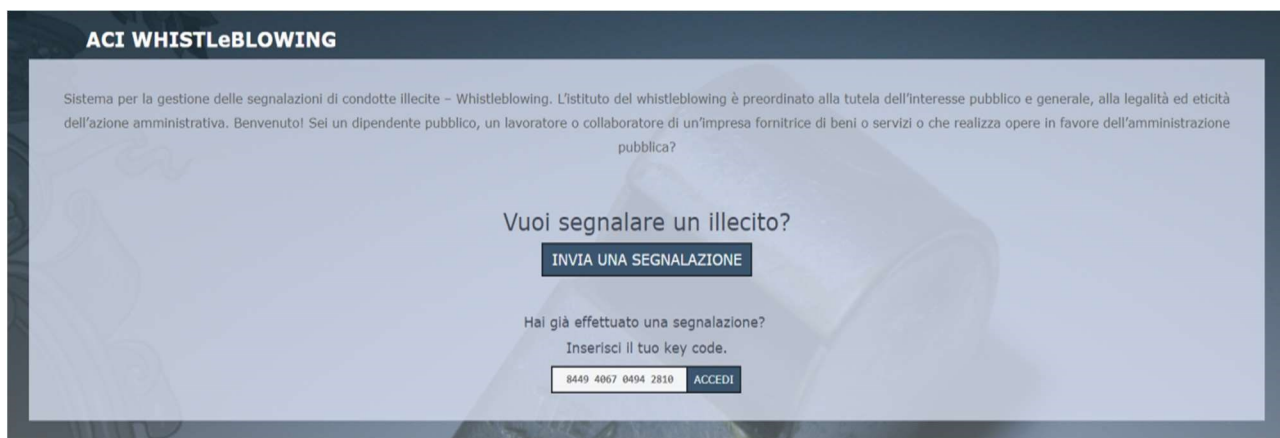 ACI WHISTLeBLOWING
Sistema per la gestione delle segnalazioni di condotte illecite – Whistleblowing. L'istituto del whistleblowing è preordinato alla tutela dell'interesse pubblico e generale, alla legalità ed eticità
dell'azione amministrativa. Benvenuto! Sei un dipendente pubblico, un lavoratore o collaboratore di un'impresa fornitrice di beni o servizi o che realizza opere in favore dell'amministrazione
pubblica?
Vuoi segnalare un illecito?
INVIA UNA SEGNALAZIONE
Hai già effettuato una segnalazione?
Inserisci il tuo key code.
8449 4067 0494 2810 ACCEDI